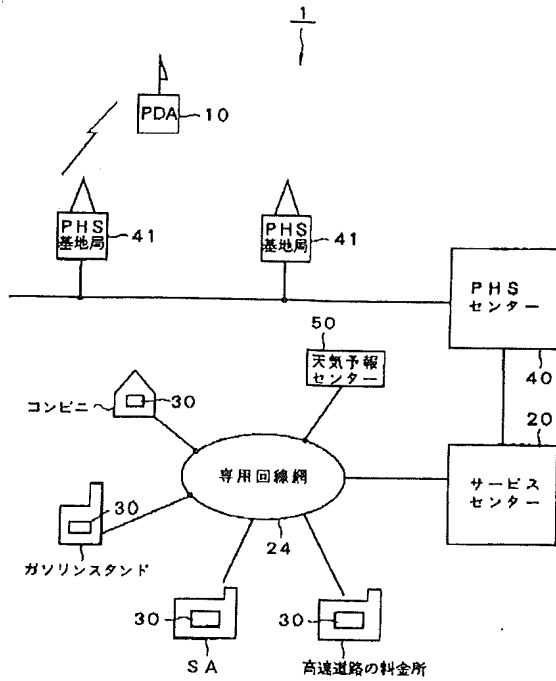 1
PDA
10
PHS
基地局
41
PHS
基地局
41
PHS
センター
40
50
天気予報
センター
コンビニ
30
20
専用回線網
24
サービス
センター
30
ガソリンスタンド
30
SA
30
高速道路の料金所